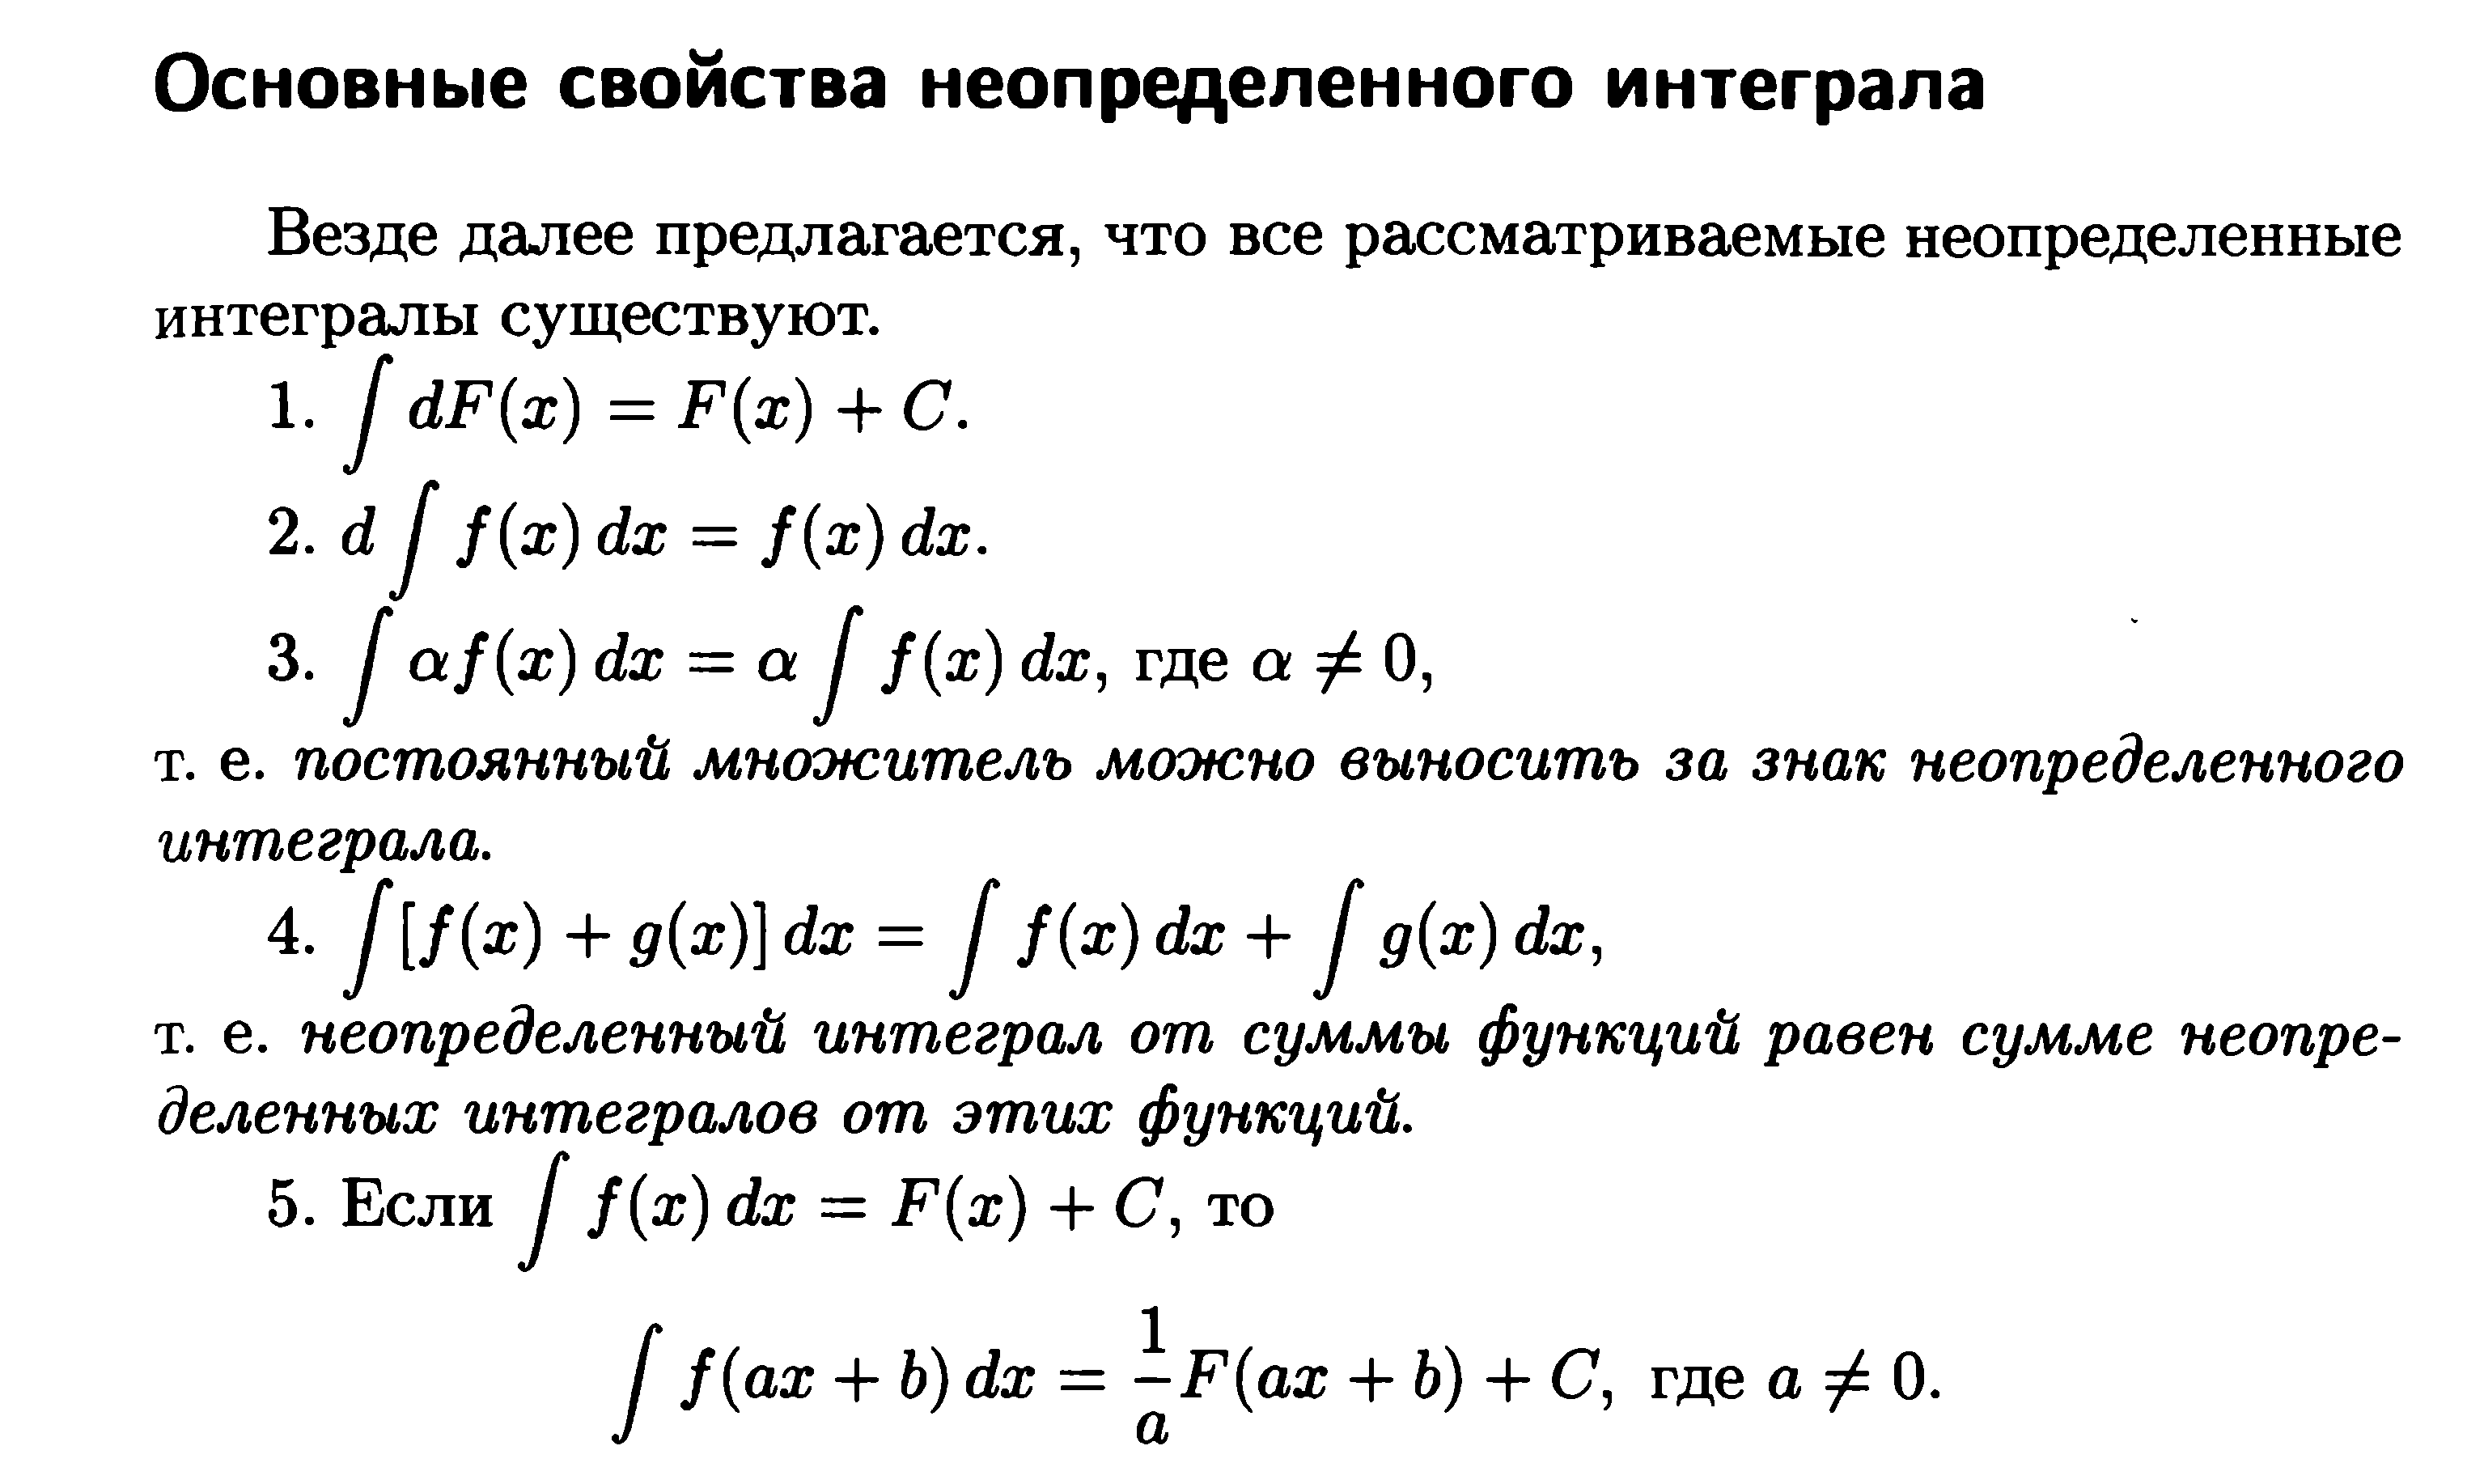 Основные свойства неопределенного интеграла
Везде далее предлагается, что все рассматриваемые неопределенные
интегралы существуют.
1. ∫ dF(x) = F(x) + C.
2. d ∫ f(x) dx = f(x) dx.
3. ∫ αf(x) dx = α ∫ f(x) dx, где α ≠ 0,
т. е. постоянный множитель можно выносить за знак неопределенного
интеграла.
4. ∫ [f(x) + g(x)] dx = ∫ f(x) dx + ∫ g(x) dx,
т. е. неопределенный интеграл от суммы функций равен сумме неопре-
деленных интегралов от этих функций.
5. Если ∫ f(x) dx = F(x) + C, то
∫ f(ax + b) dx = 1/a F(ax + b) + C, где a ≠ 0.